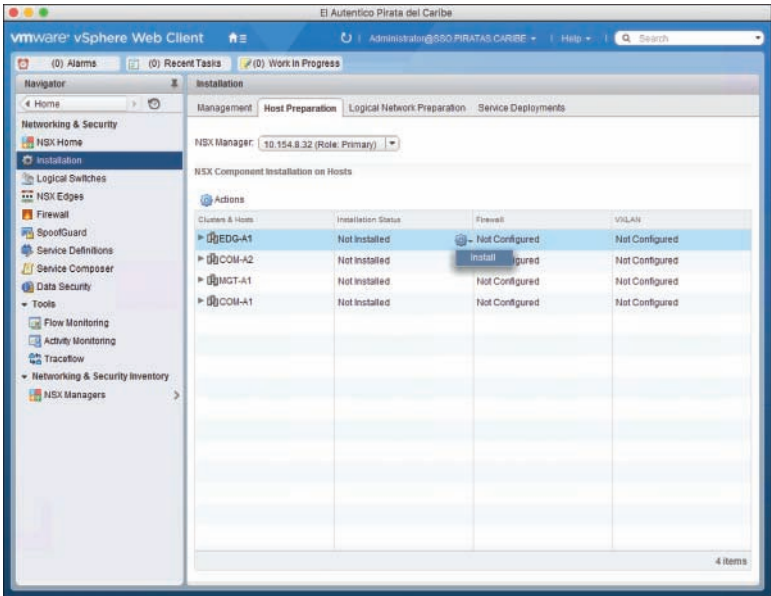 El Autentico Pirata del Caribe
vmware® vSphere Web Client
Administrator@SSO.PIRATAS.CARIBE
Help
Search
(0) Alarms
(0) Recent Tasks
(0) Work In Progress
Navigator
Home
Networking & Security
NSX Home
Installation
Logical Switches
NSX Edges
Firewall
SpoofGuard
Service Definitions
Service Composer
Data Security
Tools
Flow Monitoring
Activity Monitoring
Traceflow
Networking & Security Inventory
NSX Managers
Installation
Management Host Preparation Logical Network Preparation Service Deployments
NSX Manager: 10.154.8.32 (Role: Primary)
NSX Component Installation on Hosts
Actions
Clusters & Hosts Installation Status Firewall VXLAN
EDG-A1 Not Installed Not Configured Not Configured
Install
COM-A2 Not Installed gured Not Configured
MGT-A1 Not Installed Not Configured Not Configured
COM-A1 Not Installed Not Configured Not Configured
4 items